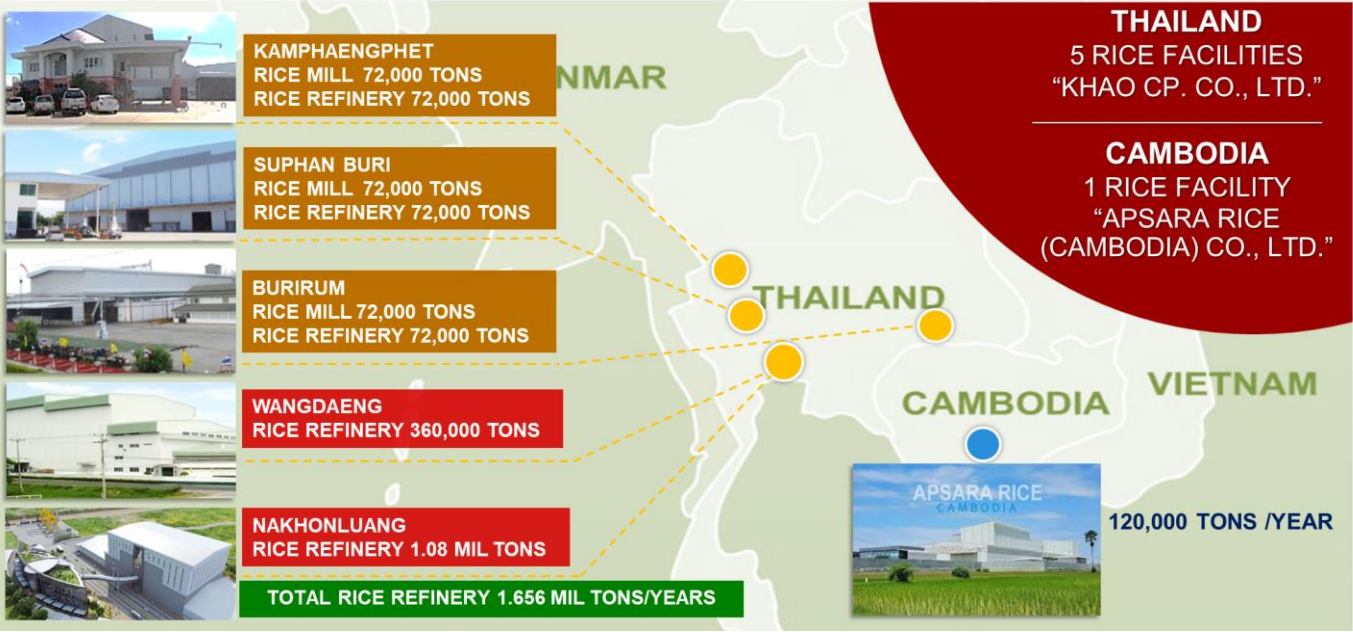 KAMPHAENGPHET
RICE MILL 72,000 TONS
RICE REFINERY 72,000 TONS
SUPHAN BURI
RICE MILL 72,000 TONS
RICE REFINERY 72,000 TONS
BURIRUM
RICE MILL 72,000 TONS
RICE REFINERY 72,000 TONS
WANGDAENG
RICE REFINERY 360,000 TONS
NAKHONLUANG
RICE REFINERY 1.08 MIL TONS
TOTAL RICE REFINERY 1.656 MIL TONS/YEARS
NMAR
THAILAND
CAMBODIA
VIETNAM
THAILAND
5 RICE FACILITIES
“KHAO CP. CO., LTD.”
CAMBODIA
1 RICE FACILITY
“APSARA RICE
(CAMBODIA) CO., LTD.”
APSARA RICE
CAMBODIA
120,000 TONS /YEAR